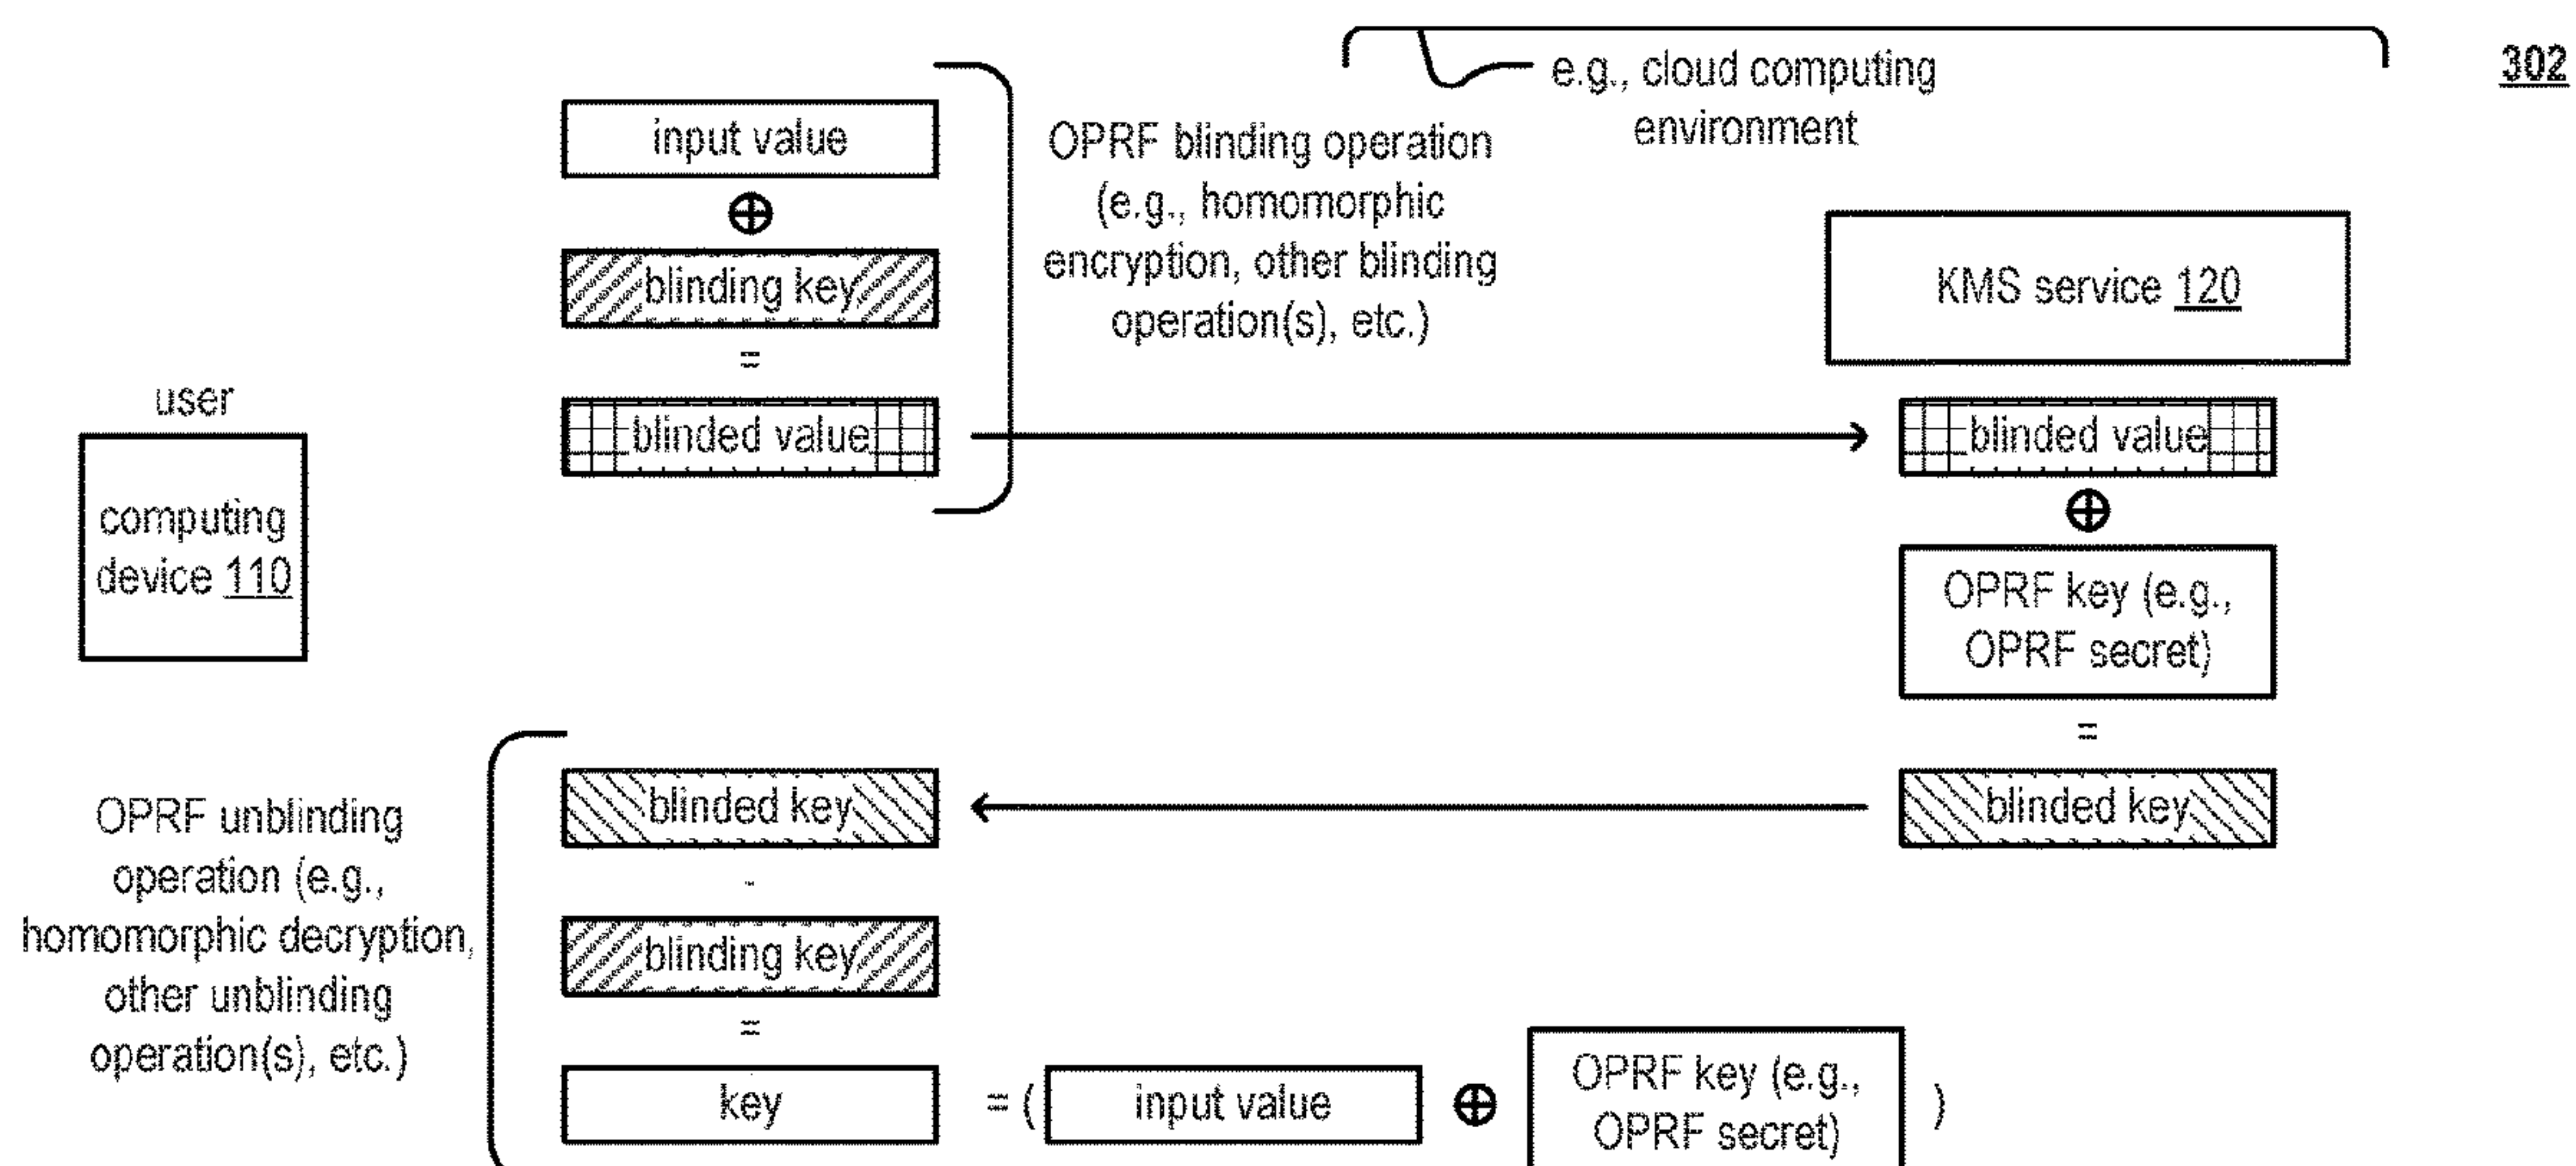 302
e.g., cloud computing
environment
input value
⊕
blinding key
=
blinded value
OPRF blinding operation
(e.g., homomorphic
encryption, other blinding
operation(s), etc.)
KMS service 120
user
computing
device 110
blinded value
⊕
OPRF key (e.g.,
OPRF secret)
=
blinded key
OPRF unblinding
operation (e.g.,
homomorphic decryption,
other unblinding
operation(s), etc.)
blinded key
-
blinding key
=
key = ( input value ⊕ OPRF key (e.g.,
OPRF secret) )